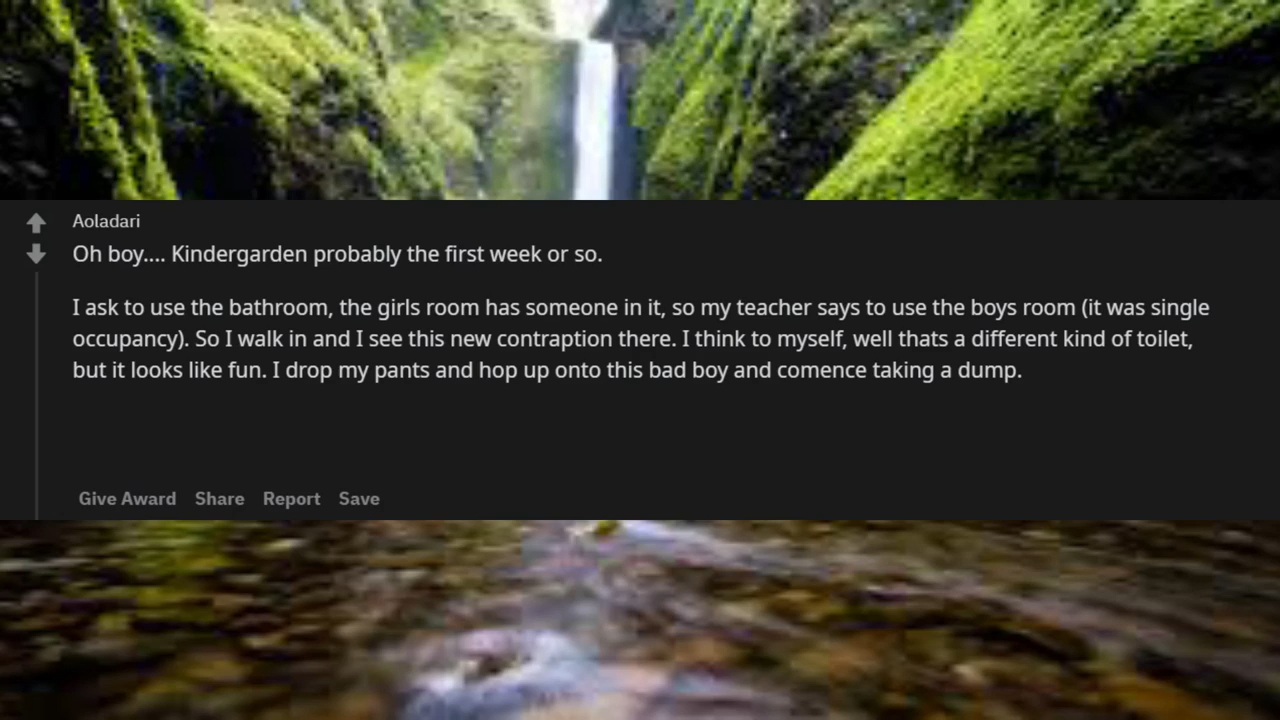 Aoladari
Oh boy.... Kindergarden probably the first week or so.
I ask to use the bathroom, the girls room has someone in it, so my teacher says to use the boys room (it was single
occupancy). So I walk in and I see this new contraption there. I think to myself, well thats a different kind of toilet,
but it looks like fun. I drop my pants and hop up onto this bad boy and comence taking a dump.
Give Award Share Report Save